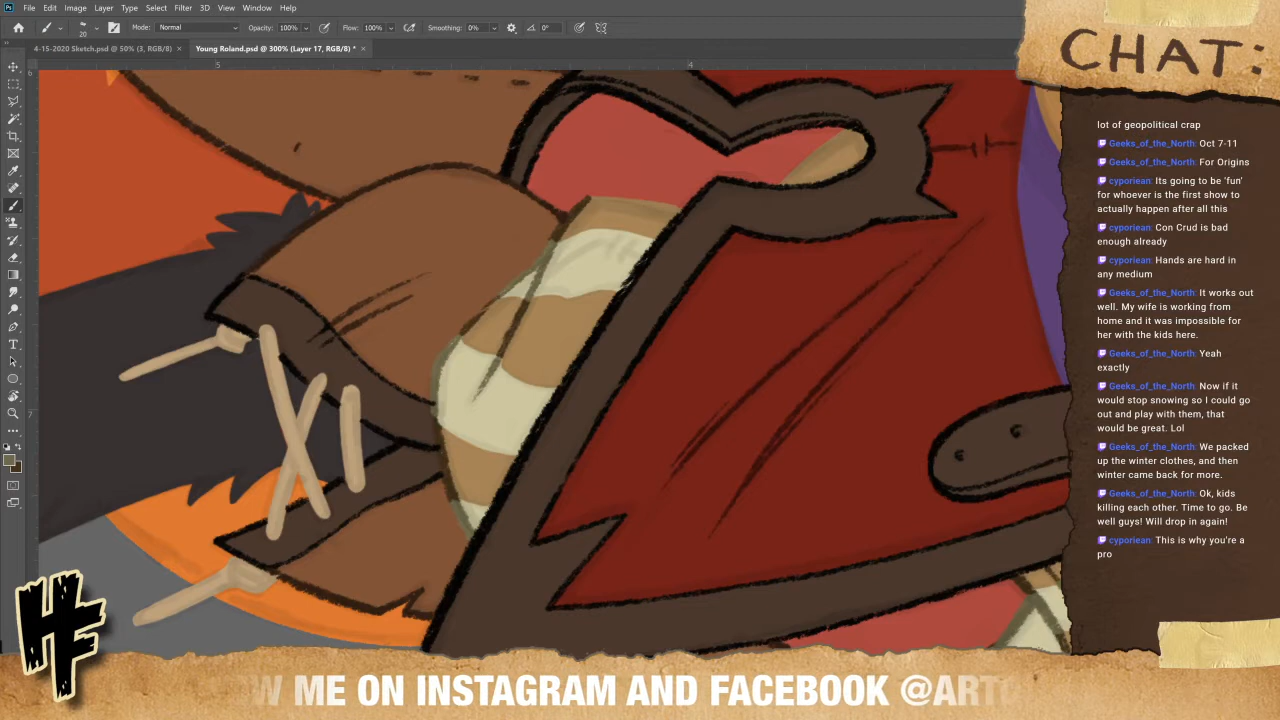 File Edit Image Layer Type Select Filter 3D View Window Help
Mode: Normal Opacity: 100% Flow: 100% Smoothing: 0% 0°
20
4-15-2020 Sketch.psd @ 50% (3, RGB/8) × Young Roland.psd @ 300% (Layer 17, RGB/8) * ×
5 4
6
7
CHAT:
lot of geopolitical crap
Geeks_of_the_North: Oct 7-11
Geeks_of_the_North: For Origins
cyporiean: Its going to be 'fun'
for whoever is the first show to
actually happen after all this
cyporiean: Con Crud is bad
enough already
cyporiean: Hands are hard in
any medium
Geeks_of_the_North: It works out
well. My wife is working from
home and it was impossible for
her with the kids here.
Geeks_of_the_North: Yeah
exactly
Geeks_of_the_North: Now if it
would stop snowing so I could go
out and play with them, that
would be great. Lol
Geeks_of_the_North: We packed
up the winter clothes, and then
winter came back for more.
Geeks_of_the_North: Ok, kids
killing each other. Time to go. Be
well guys! Will drop in again!
cyporiean: This is why you're a
pro
HF
W ME ON INSTAGRAM AND FACEBOOK @ART